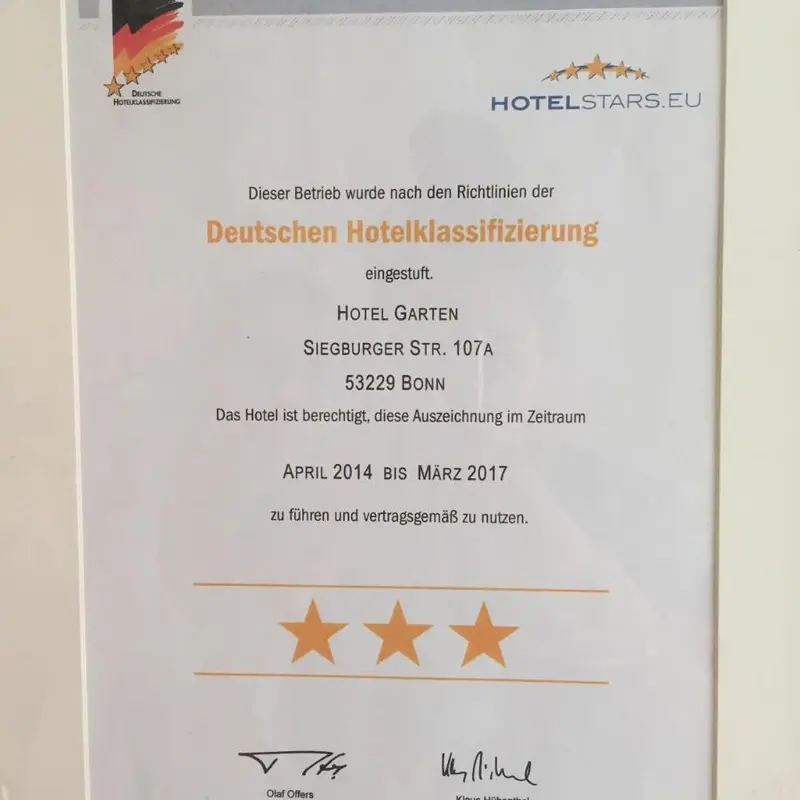 DEUTSCHE
HOTELKLASSIFIZIERUNG
HOTELSTARS.EU
Dieser Betrieb wurde nach den Richtlinien der
Deutschen Hotelklassifizierung
eingestuft.
HOTEL GARTEN
SIEGBURGER STR. 107A
53229 BONN
Das Hotel ist berechtigt, diese Auszeichnung im Zeitraum
APRIL 2014 BIS MÄRZ 2017
zu führen und vertragsgemäß zu nutzen.
Olaf Offers
Klaus Hübenthal